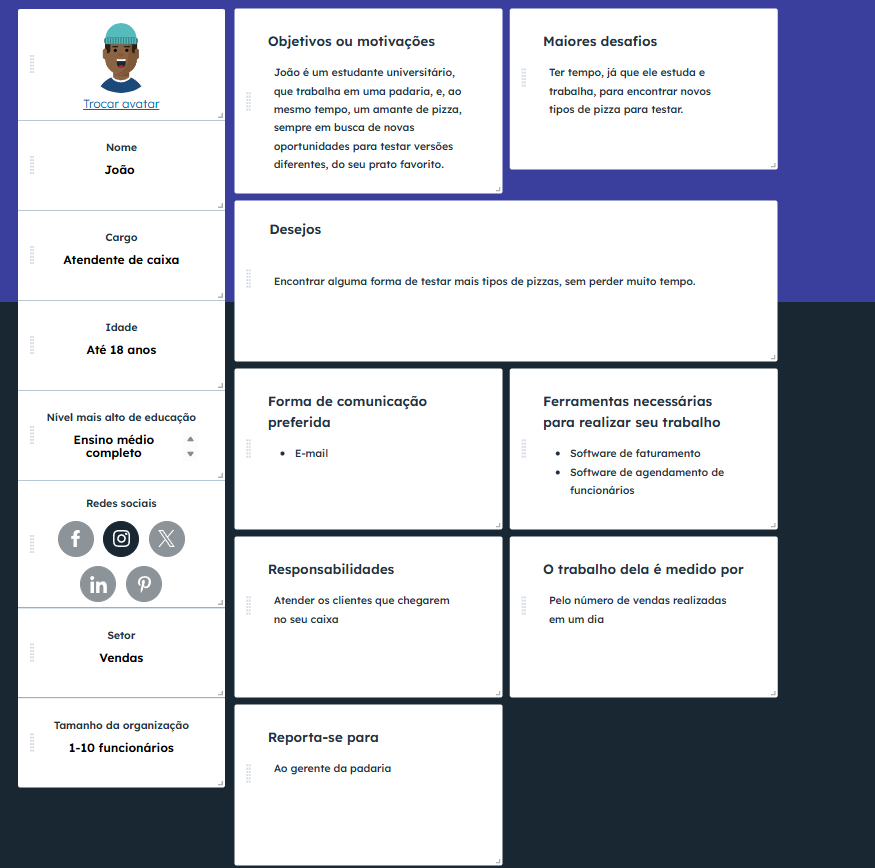 Trocar avatar
Nome
João
Cargo
Atendente de caixa
Idade
Até 18 anos
Nível mais alto de educação
Ensino médio
completo
Redes sociais
Setor
Vendas
Tamanho da organização
1-10 funcionários
Objetivos ou motivações
João é um estudante universitário,
que trabalha em uma padaria, e, ao
mesmo tempo, um amante de pizza,
sempre em busca de novas
oportunidades para testar versões
diferentes, do seu prato favorito.
Maiores desafios
Ter tempo, já que ele estuda e
trabalha, para encontrar novos
tipos de pizza para testar.
Desejos
Encontrar alguma forma de testar mais tipos de pizzas, sem perder muito tempo.
Forma de comunicação
preferida
• E-mail
Ferramentas necessárias
para realizar seu trabalho
• Software de faturamento
• Software de agendamento de
funcionários
Responsabilidades
Atender os clientes que chegarem
no seu caixa
O trabalho dela é medido por
Pelo número de vendas realizadas
em um dia
Reporta-se para
Ao gerente da padaria